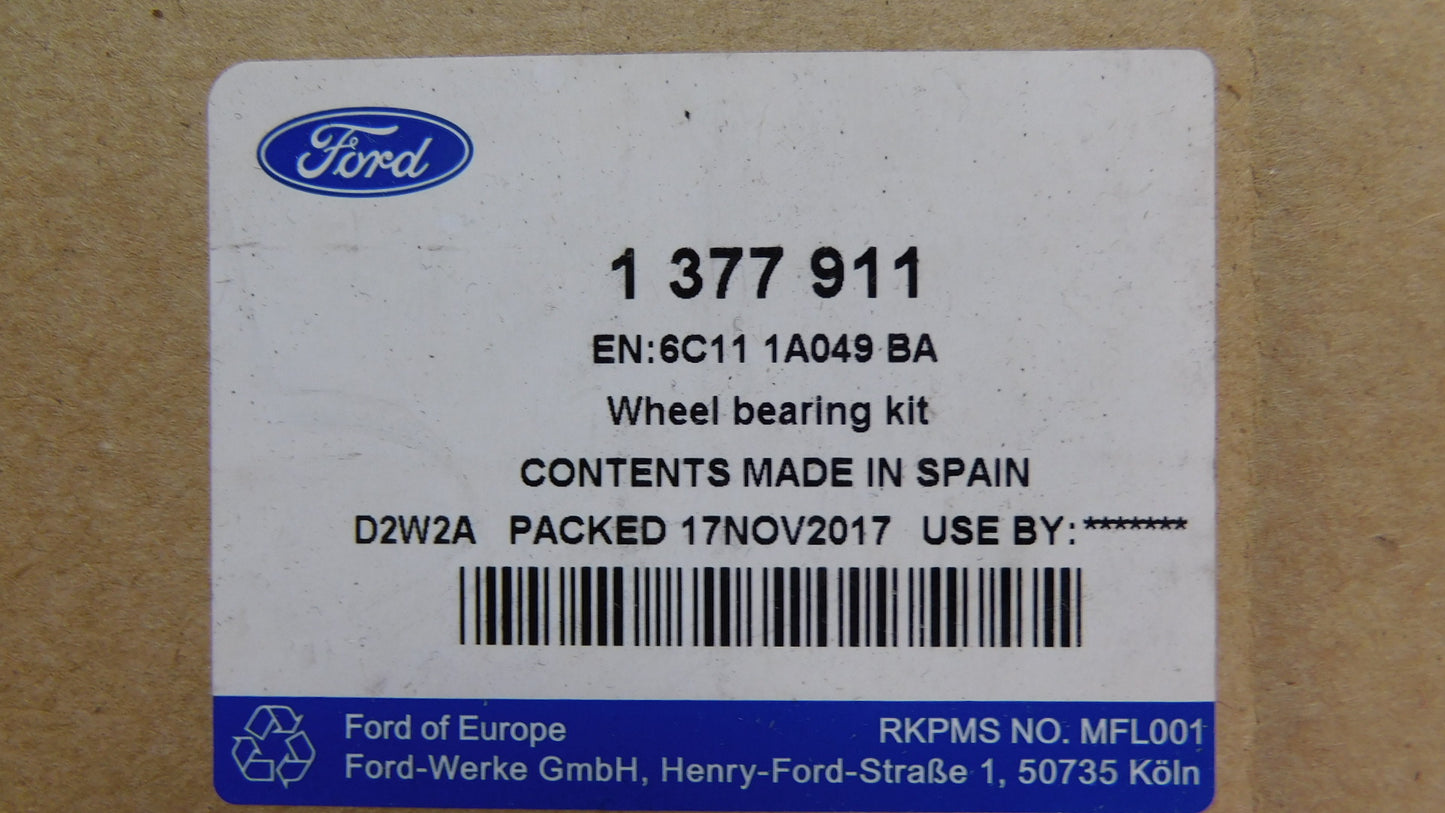 Ford
1 377 911
EN:6C11 1A049 BA
Wheel bearing kit
CONTENTS MADE IN SPAIN
D2W2A PACKED 17NOV2017 USE BY:*******
Ford of Europe RKPMS NO. MFL001
Ford-Werke GmbH, Henry-Ford-Straße 1, 50735 Köln